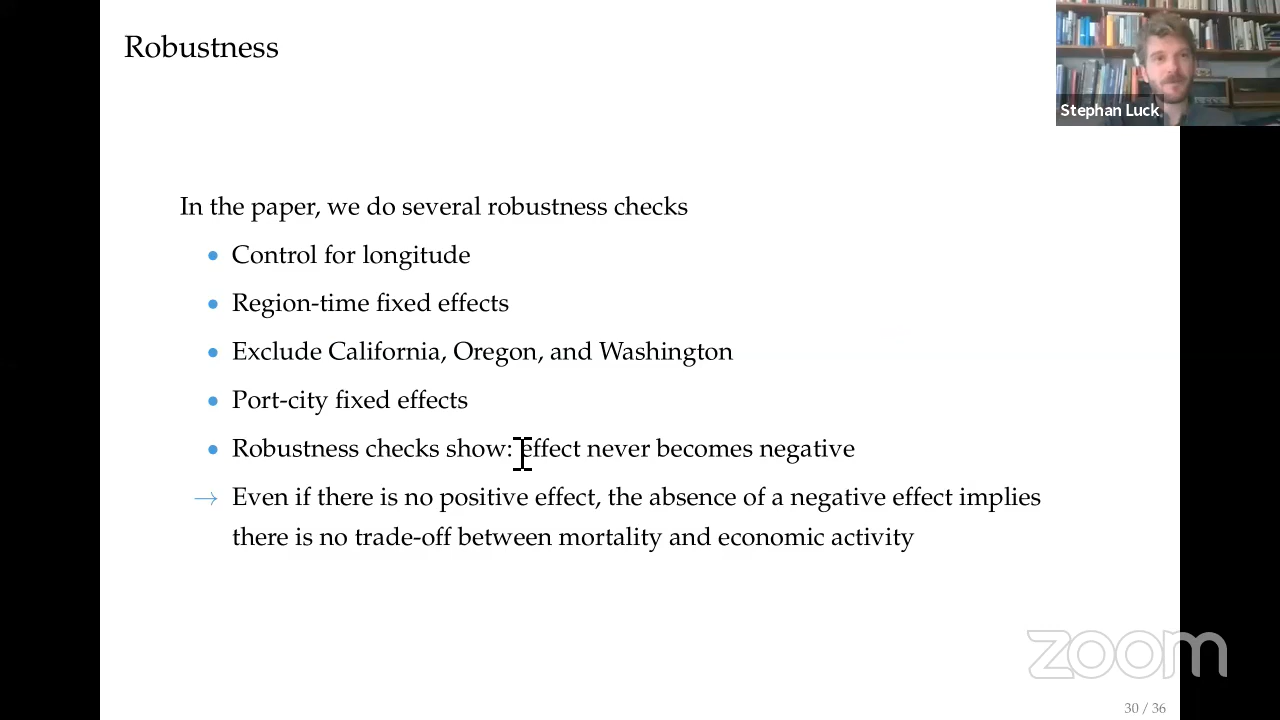 Robustness
Stephan Luck
In the paper, we do several robustness checks
• Control for longitude
• Region-time fixed effects
• Exclude California, Oregon, and Washington
• Port-city fixed effects
• Robustness checks show: effect never becomes negative
→ Even if there is no positive effect, the absence of a negative effect implies
there is no trade-off between mortality and economic activity
zoom
30 / 36